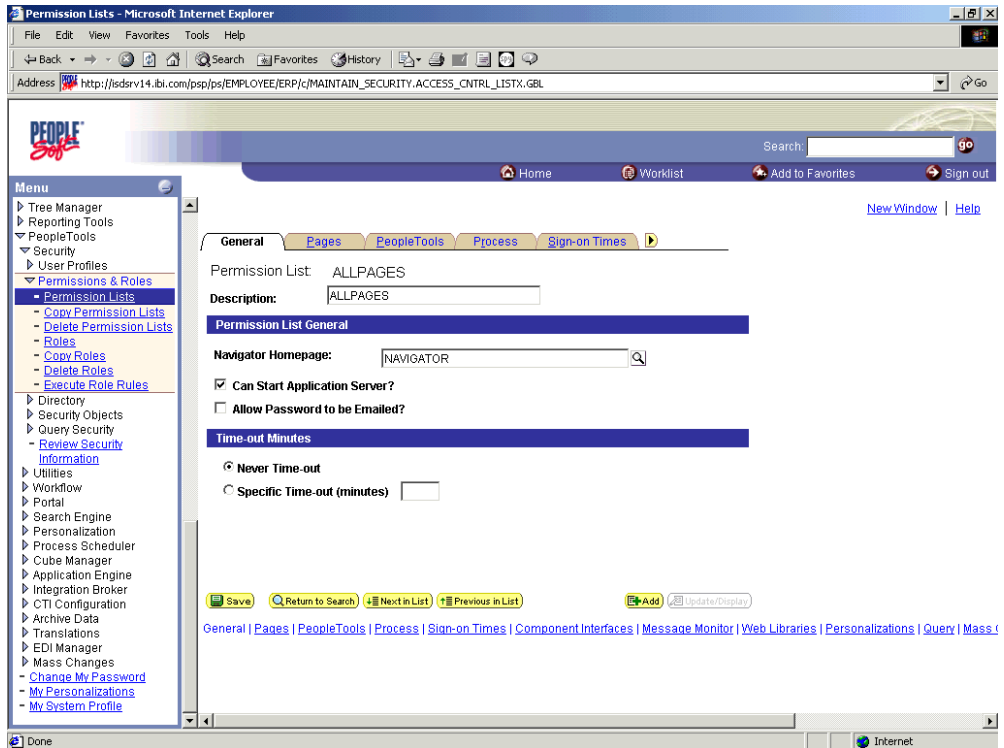 Permission Lists - Microsoft Internet Explorer
File Edit View Favorites Tools Help
Back Search Favorites History
Address http://isdsrv14.ibi.com/psp/ps/EMPLOYEE/ERP/c/MAINTAIN_SECURITY.ACCESS_CNTRL_LISTX.GBL Go
PEOPLE
Soft
Search: go
Home Worklist Add to Favorites Sign out
Menu
Tree Manager
Reporting Tools
PeopleTools
Security
User Profiles
Permissions & Roles
- Permission Lists
- Copy Permission Lists
- Delete Permission Lists
- Roles
- Copy Roles
- Delete Roles
- Execute Role Rules
Directory
Security Objects
Query Security
- Review Security
Information
Utilities
Workflow
Portal
Search Engine
Personalization
Process Scheduler
Cube Manager
Application Engine
Integration Broker
CTI Configuration
Archive Data
Translations
EDI Manager
Mass Changes
- Change My Password
- My Personalizations
- My System Profile
New Window | Help
General Pages PeopleTools Process Sign-on Times
Permission List: ALLPAGES
Description: ALLPAGES
Permission List General
Navigator Homepage: NAVIGATOR
Can Start Application Server?
Allow Password to be Emailed?
Time-out Minutes
Never Time-out
Specific Time-out (minutes)
Save Return to Search Next in List Previous in List Add Update/Display
General | Pages | PeopleTools | Process | Sign-on Times | Component Interfaces | Message Monitor | Web Libraries | Personalizations | Query | Mass
Done Internet